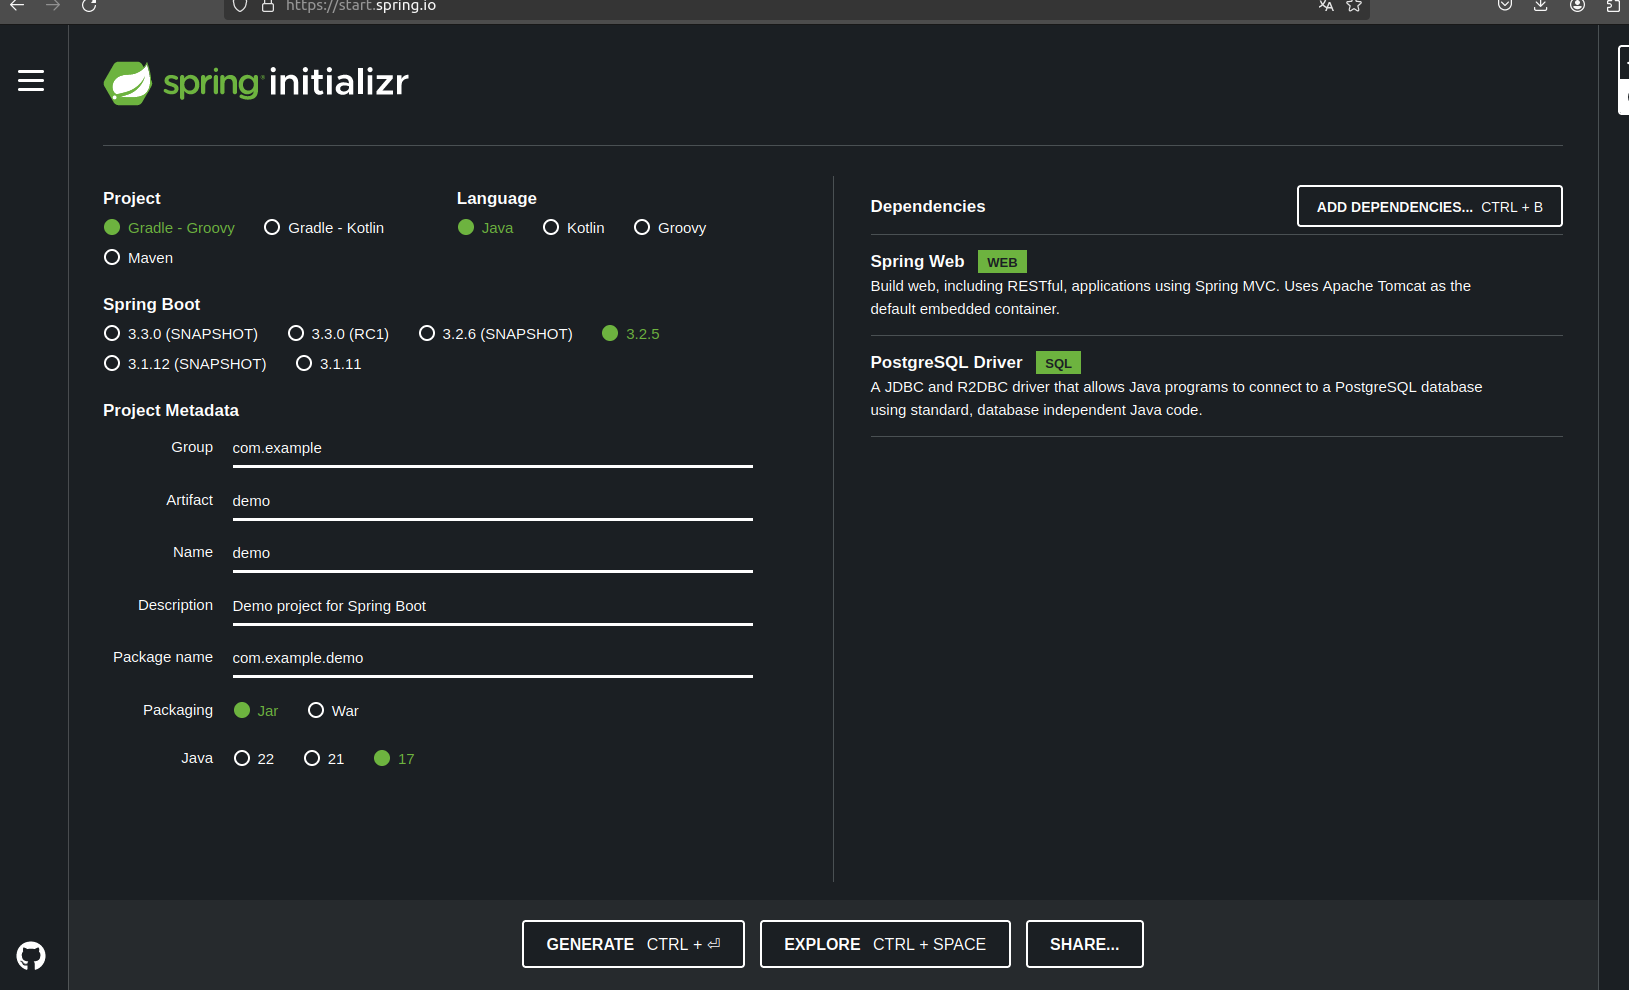 https://start.spring.io
spring initializr
Project
Gradle - Groovy Gradle - Kotlin
Maven
Language
Java Kotlin Groovy
Spring Boot
3.3.0 (SNAPSHOT) 3.3.0 (RC1) 3.2.6 (SNAPSHOT) 3.2.5
3.1.12 (SNAPSHOT) 3.1.11
Project Metadata
Group com.example
Artifact demo
Name demo
Description Demo project for Spring Boot
Package name com.example.demo
Packaging Jar War
Java 22 21 17
Dependencies
ADD DEPENDENCIES... CTRL + B
Spring Web WEB
Build web, including RESTful, applications using Spring MVC. Uses Apache Tomcat as the
default embedded container.
PostgreSQL Driver SQL
A JDBC and R2DBC driver that allows Java programs to connect to a PostgreSQL database
using standard, database independent Java code.
GENERATE CTRL + ⏎
EXPLORE CTRL + SPACE
SHARE...